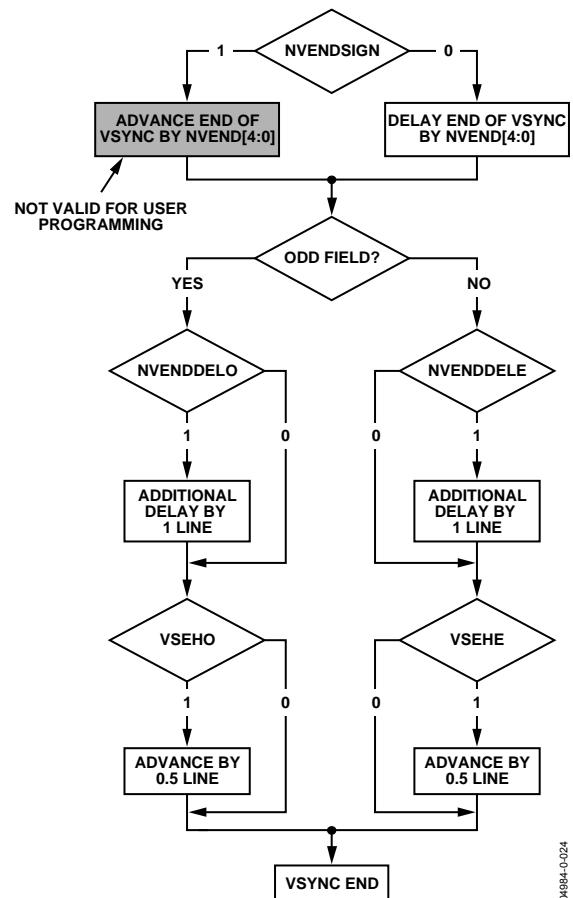 NVENDSIGN
1
0
ADVANCE END OF
VSYNC BY NVEND[4:0]
DELAY END OF VSYNC
BY NVEND[4:0]
NOT VALID FOR USER
PROGRAMMING
ODD FIELD?
YES
NO
NVENDDELO
NVENDDELE
1
0
0
1
ADDITIONAL
DELAY BY
1 LINE
ADDITIONAL
DELAY BY
1 LINE
VSEHO
VSEHE
1
0
0
1
ADVANCE BY
0.5 LINE
ADVANCE BY
0.5 LINE
VSYNC END
04984-0-024